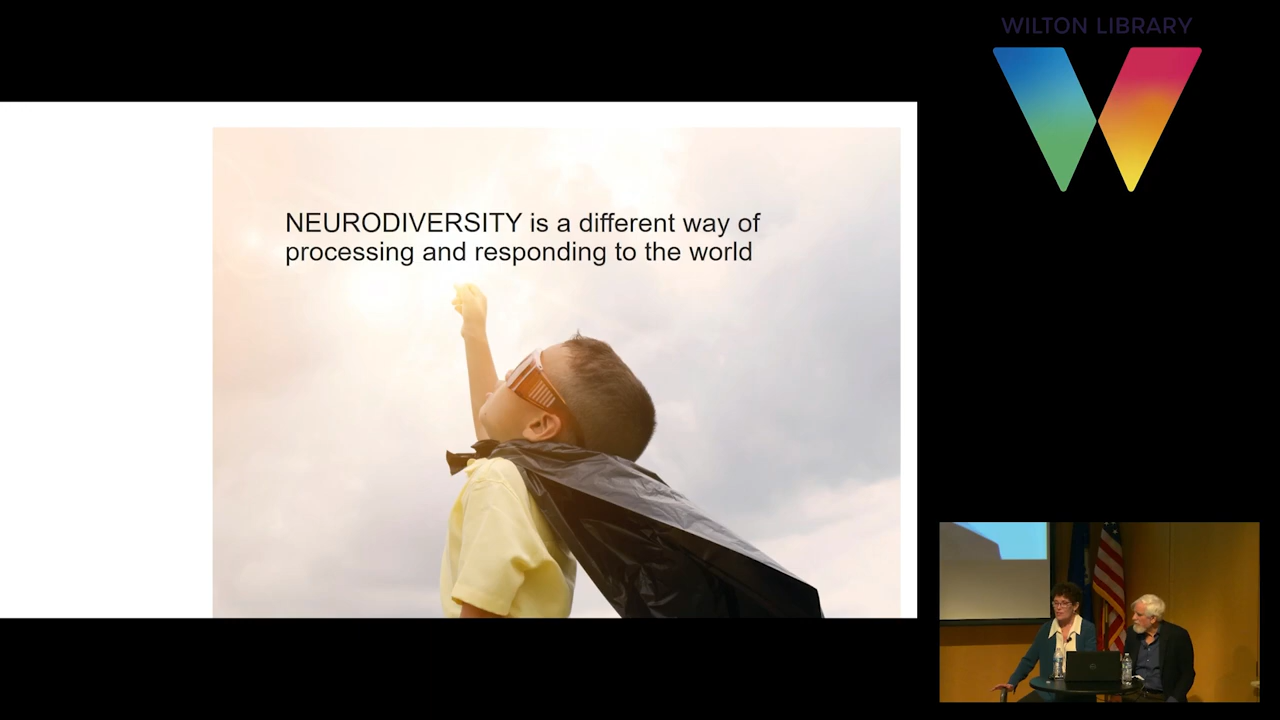 WILTON LIBRARY
NEURODIVERSITY is a different way of
processing and responding to the world